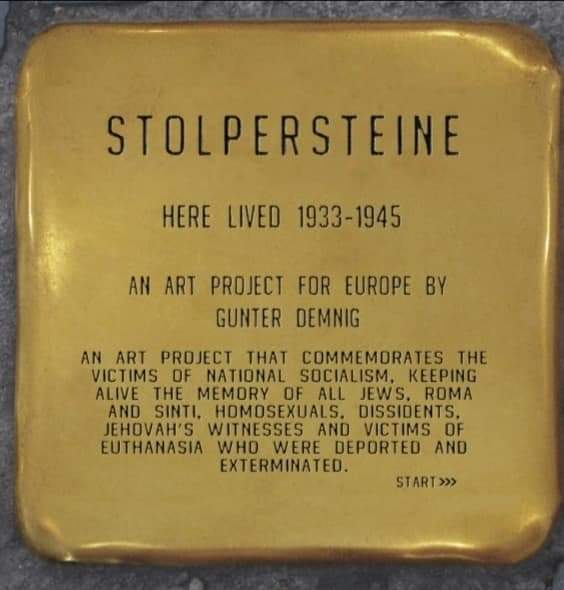 STOLPERSTEINE
HERE LIVED 1933-1945
AN ART PROJECT FOR EUROPE BY
GUNTER DEMNIG
AN ART PROJECT THAT COMMEMORATES THE
VICTIMS OF NATIONAL SOCIALISM, KEEPING
ALIVE THE MEMORY OF ALL JEWS, ROMA
AND SINTI, HOMOSEXUALS, DISSIDENTS,
JEHOVAH'S WITNESSES AND VICTIMS OF
EUTHANASIA WHO WERE DEPORTED AND
EXTERMINATED.
START>>>